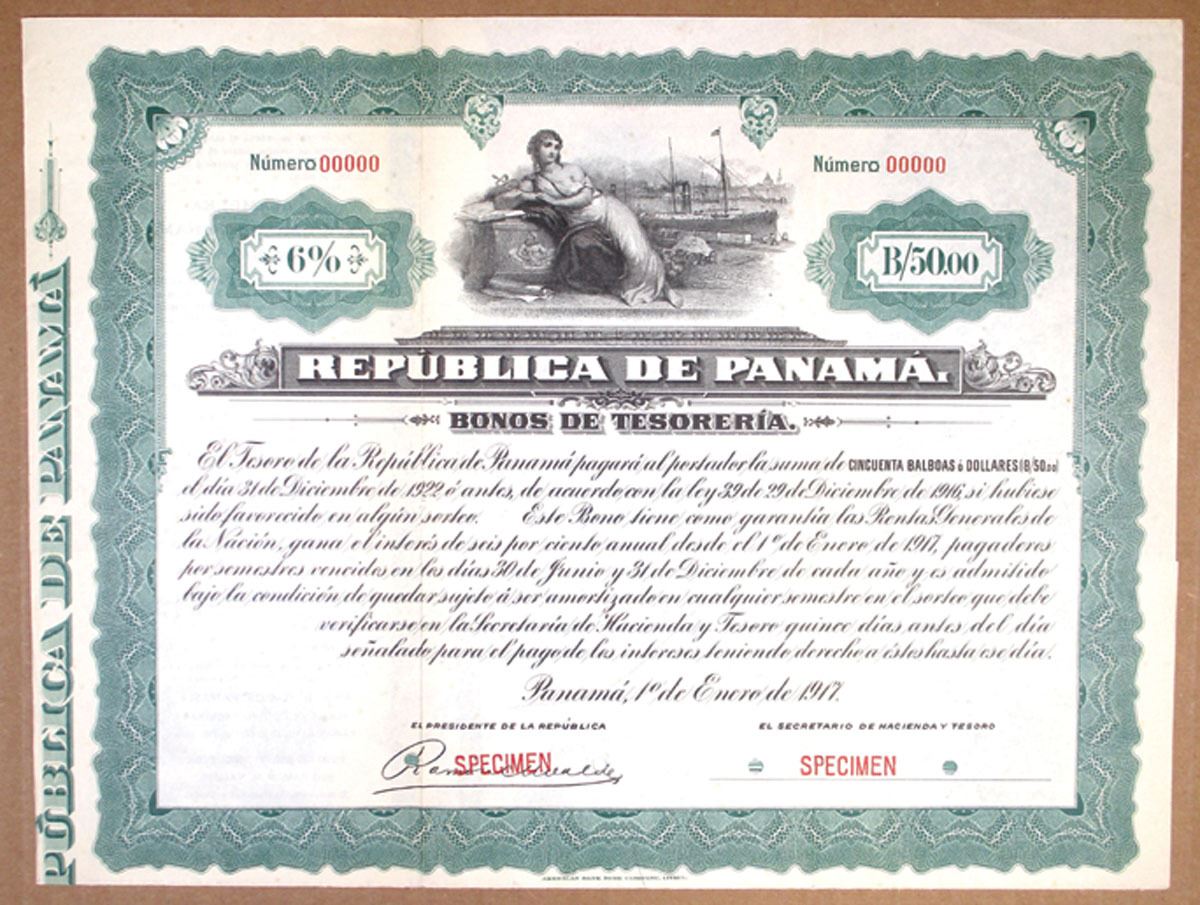 Número 00000
Número 00000
6%
B/50.00
REPÚBLICA DE PANAMÁ.
BONOS DE TESORERÍA.
El Tesoro de la República de Panamá pagará al portador la suma de CINCUENTA BALBOAS ó DOLLARES (B/50.00)
el día 31 de Diciembre de 1922 ó antes, de acuerdo con la ley 39 de 29 de Diciembre de 1916, si hubiese
sido favorecido en algún sorteo. Este Bono tiene como garantía las Rentas Generales de
la Nación, gana el interés de seis por ciento anual desde el 1º de Enero de 1917, pagaderos
por semestres vencidos en los días 30 de Junio y 31 de Diciembre de cada año y es admitido
bajo la condición de quedar sujeto á ser amortizado en cualquier semestre en el sorteo que debe
verificarse en la Secretaría de Hacienda y Tesoro quince días antes del día
señalado para el pago de los intereses teniendo derecho a éstos hasta ese día.
Panamá, 1º de Enero de 1917.
EL PRESIDENTE DE LA REPÚBLICA
EL SECRETARIO DE HACIENDA Y TESORO
SPECIMEN
SPECIMEN
PÚBLICA DE PANAMÁ
AMERICAN BANK NOTE COMPANY,